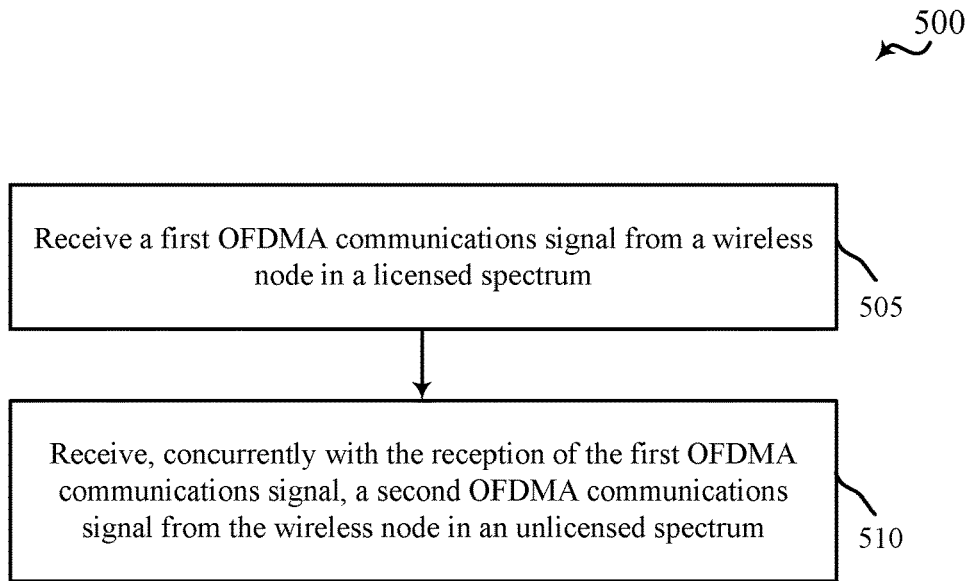 500
Receive a first OFDMA communications signal from a wireless
node in a licensed spectrum
505
Receive, concurrently with the reception of the first OFDMA
communications signal, a second OFDMA communications
signal from the wireless node in an unlicensed spectrum
510